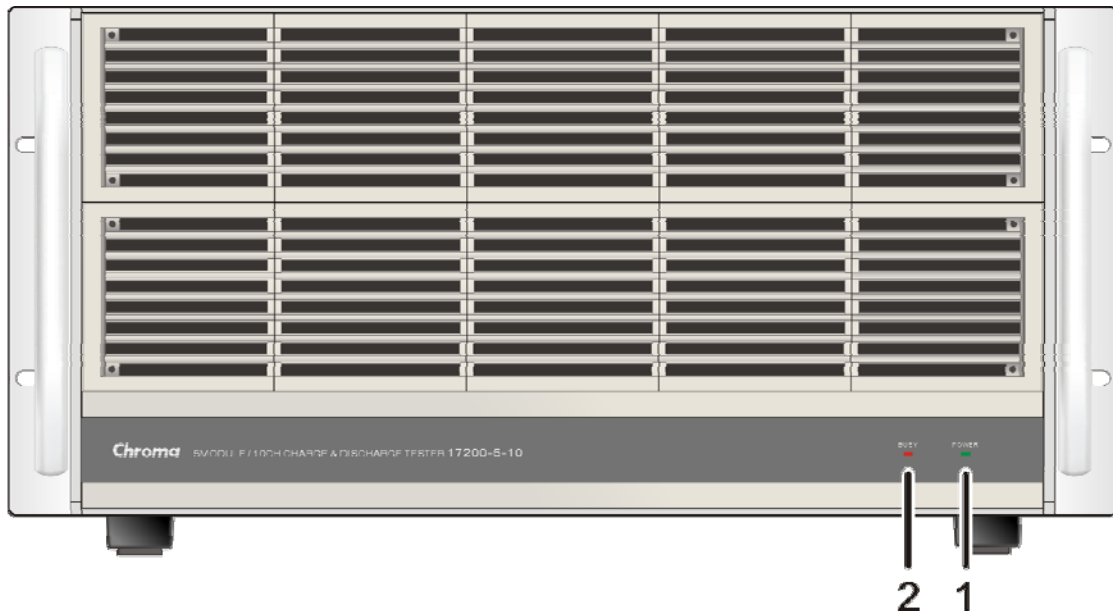 BUSY POWER
Chroma 5MODULE / 10CH CHARGE & DISCHARGE TESTER 17200-5-10
2 1